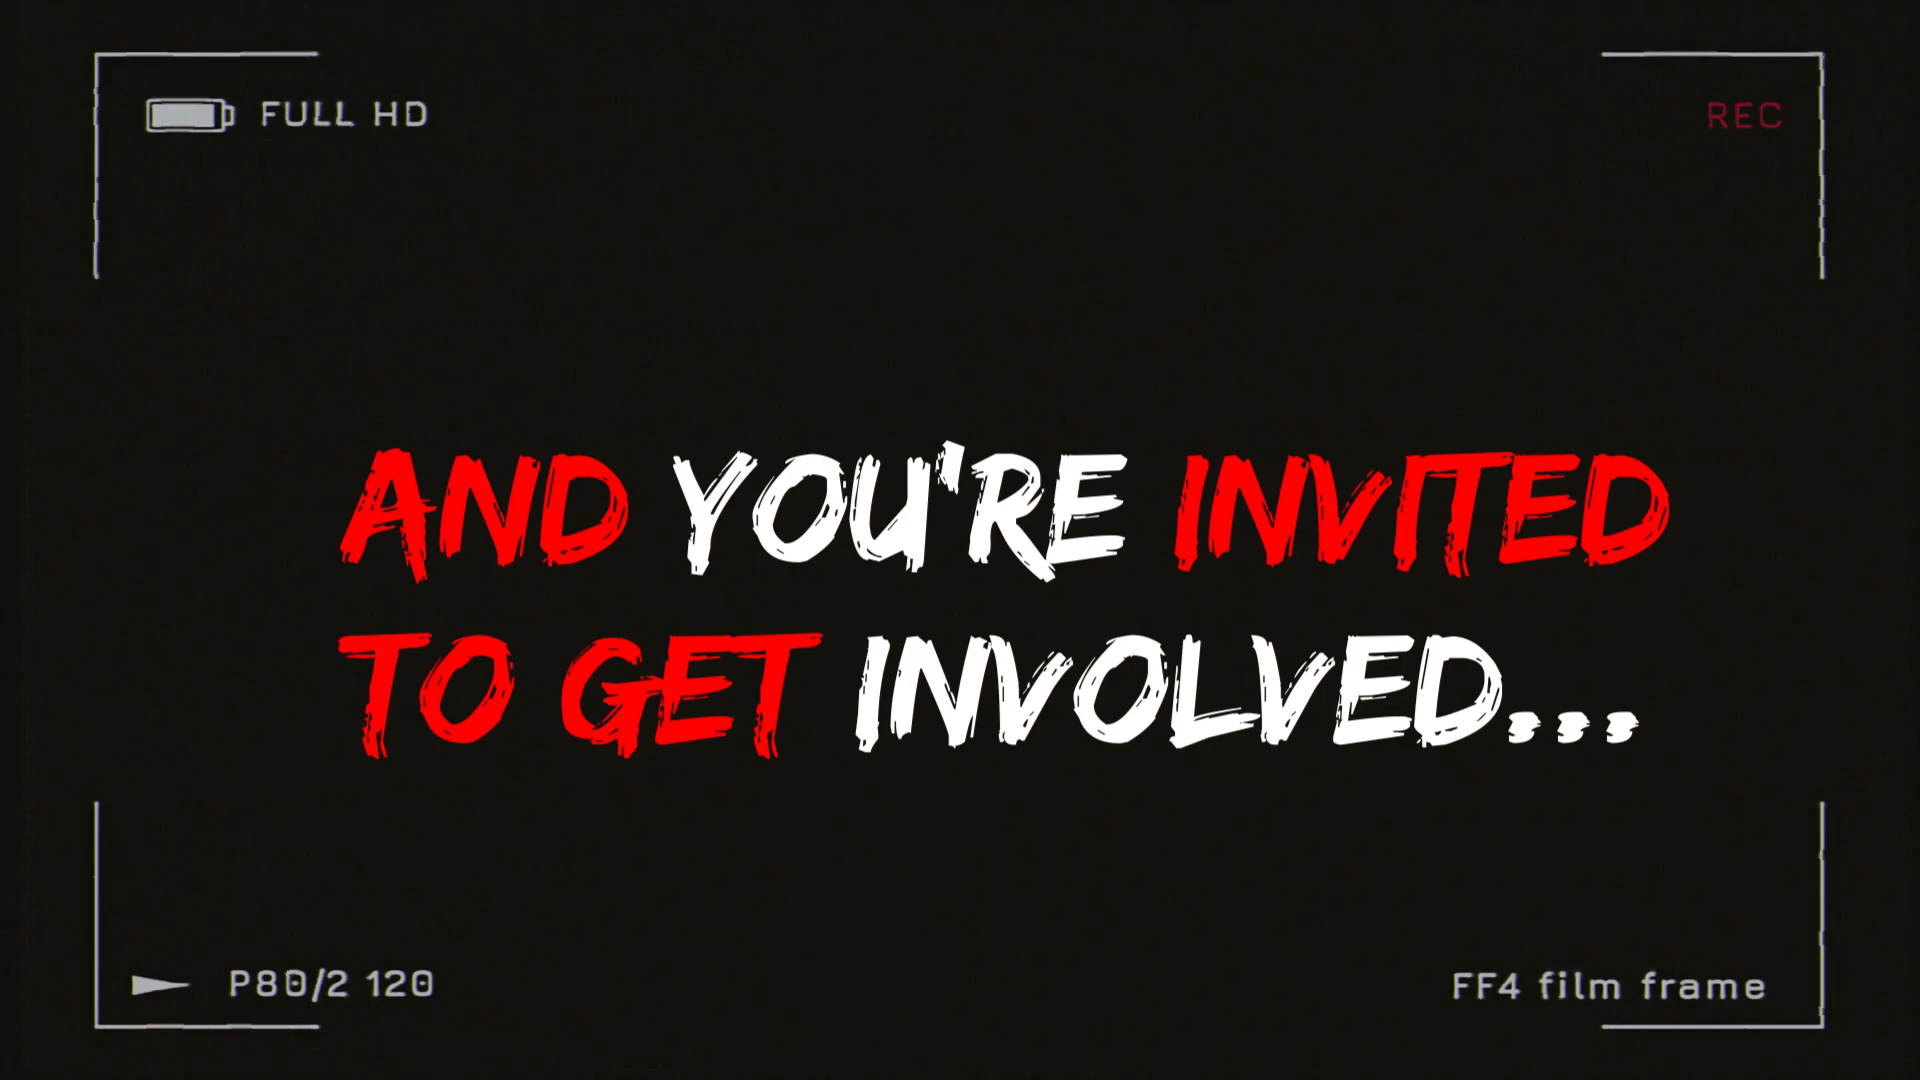 FULL HD
REC
AND YOU'RE INVITED
TO GET INVOLVED...
P80/2 120
FF4 film frame